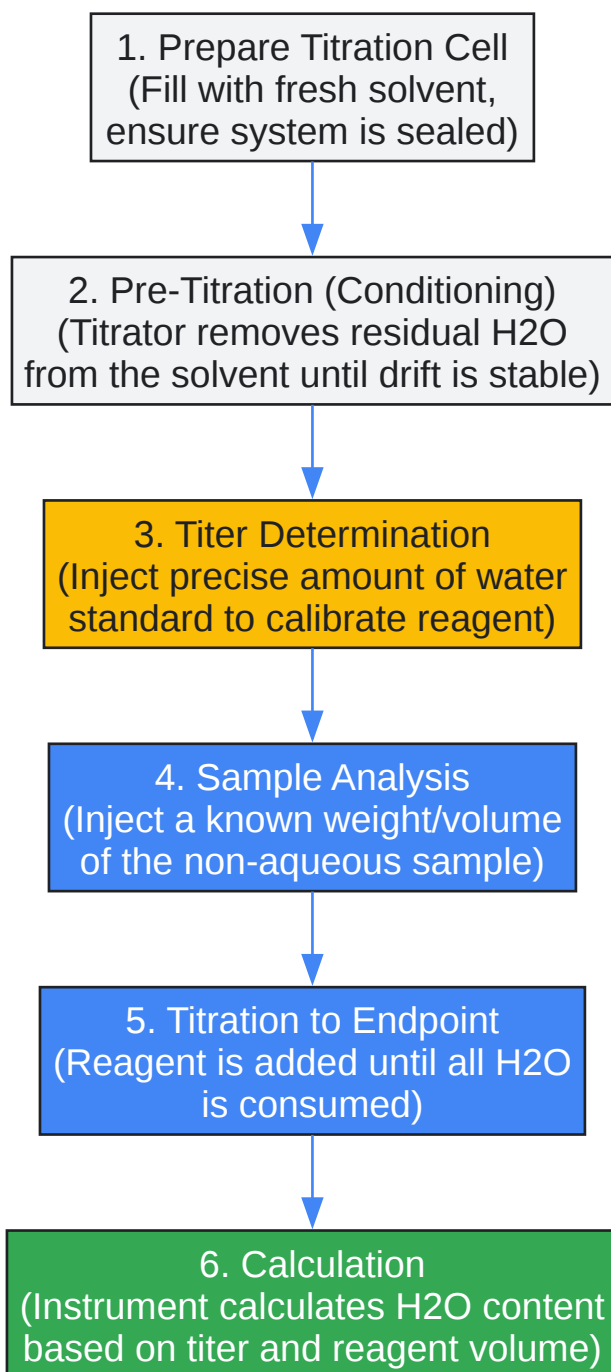 1. Prepare Titration Cell
(Fill with fresh solvent,
ensure system is sealed)
2. Pre-Titration (Conditioning)
(Titrator removes residual H2O
from the solvent until drift is stable)
3. Titer Determination
(Inject precise amount of water
standard to calibrate reagent)
4. Sample Analysis
(Inject a known weight/volume
of the non-aqueous sample)
5. Titration to Endpoint
(Reagent is added until all H2O
is consumed)
6. Calculation
(Instrument calculates H2O content
based on titer and reagent volume)